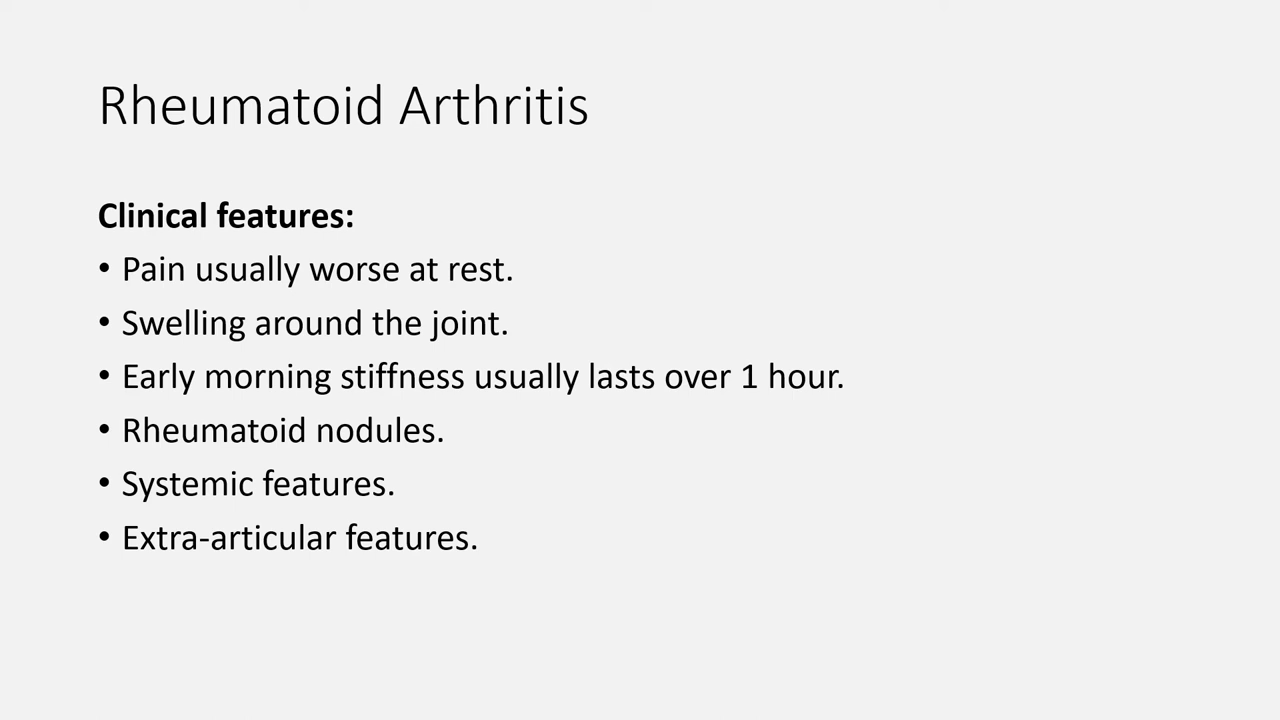 Rheumatoid Arthritis
Clinical features:
• Pain usually worse at rest.
• Swelling around the joint.
• Early morning stiffness usually lasts over 1 hour.
• Rheumatoid nodules.
• Systemic features.
• Extra-articular features.